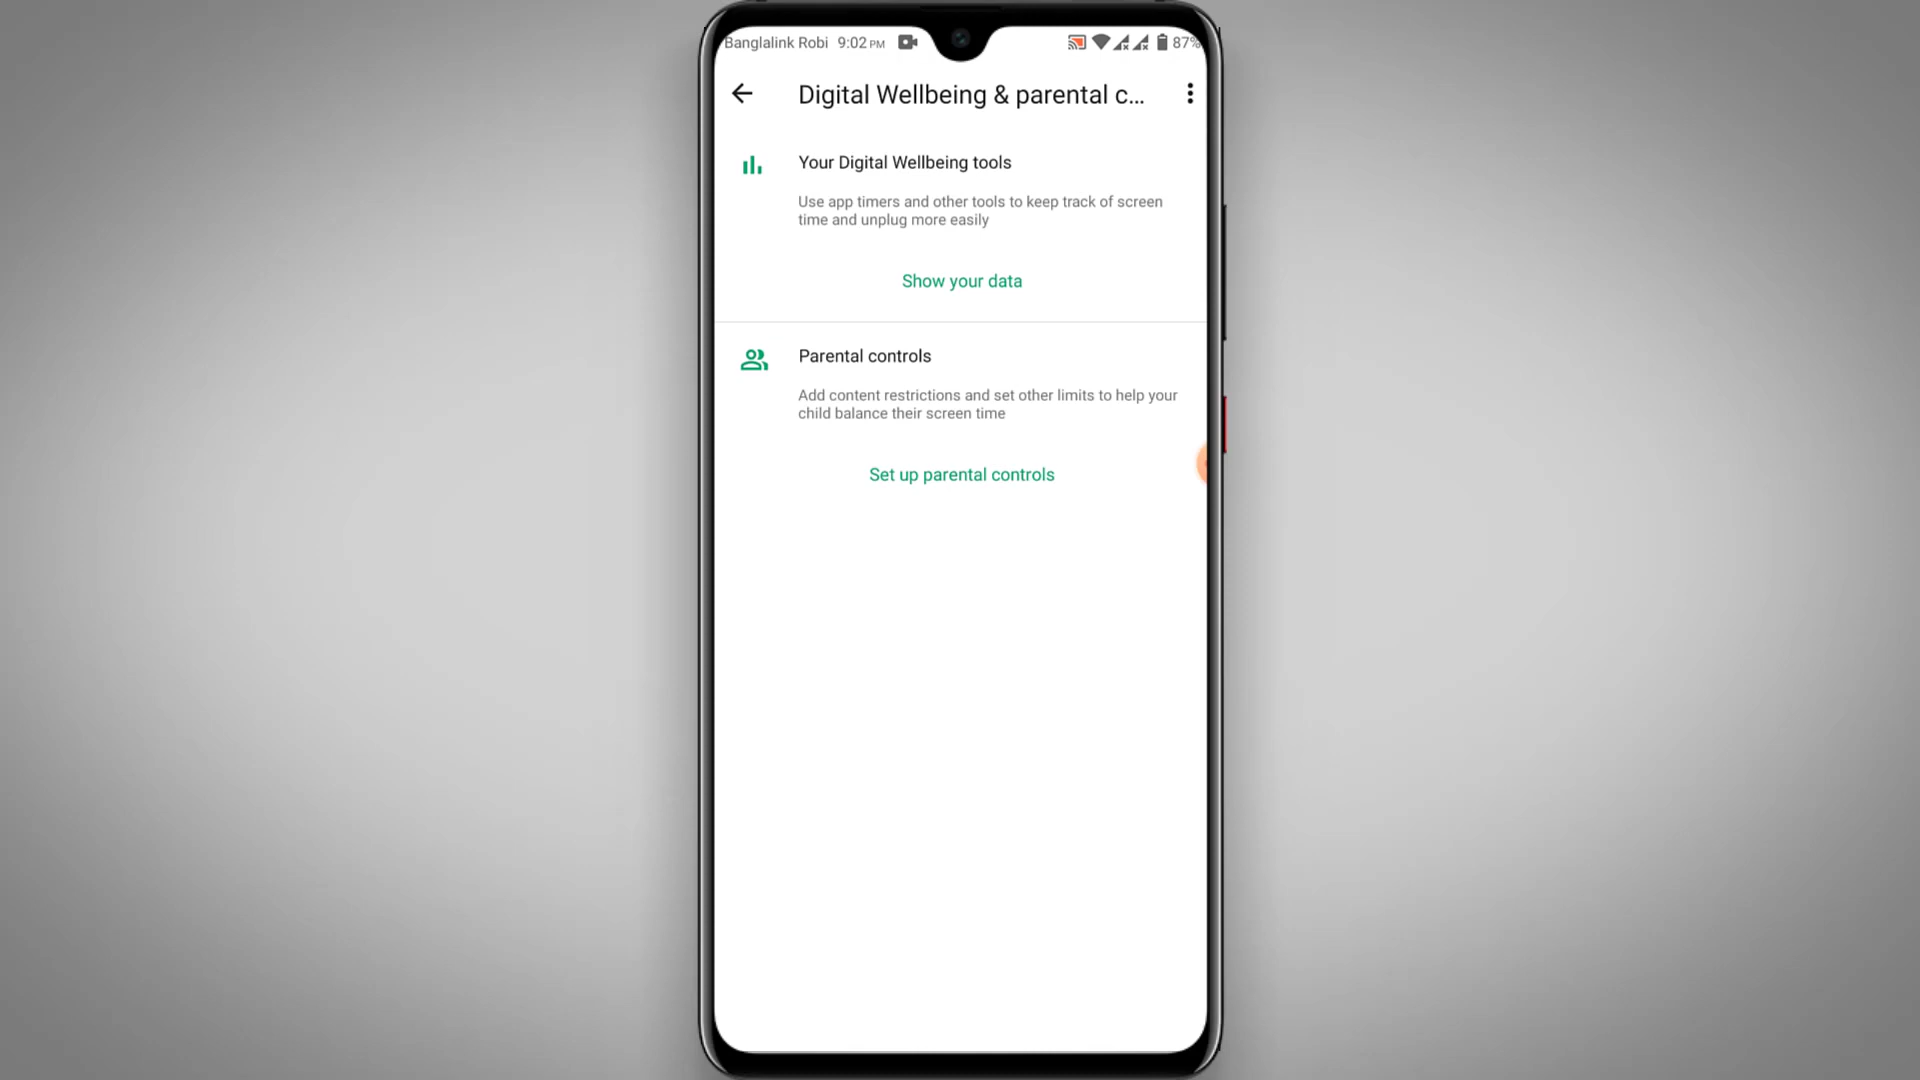 Banglalink Robi 9:02 PM 87%
Digital Wellbeing & parental c...
Your Digital Wellbeing tools
Use app timers and other tools to keep track of screen
time and unplug more easily
Show your data
Parental controls
Add content restrictions and set other limits to help your
child balance their screen time
Set up parental controls